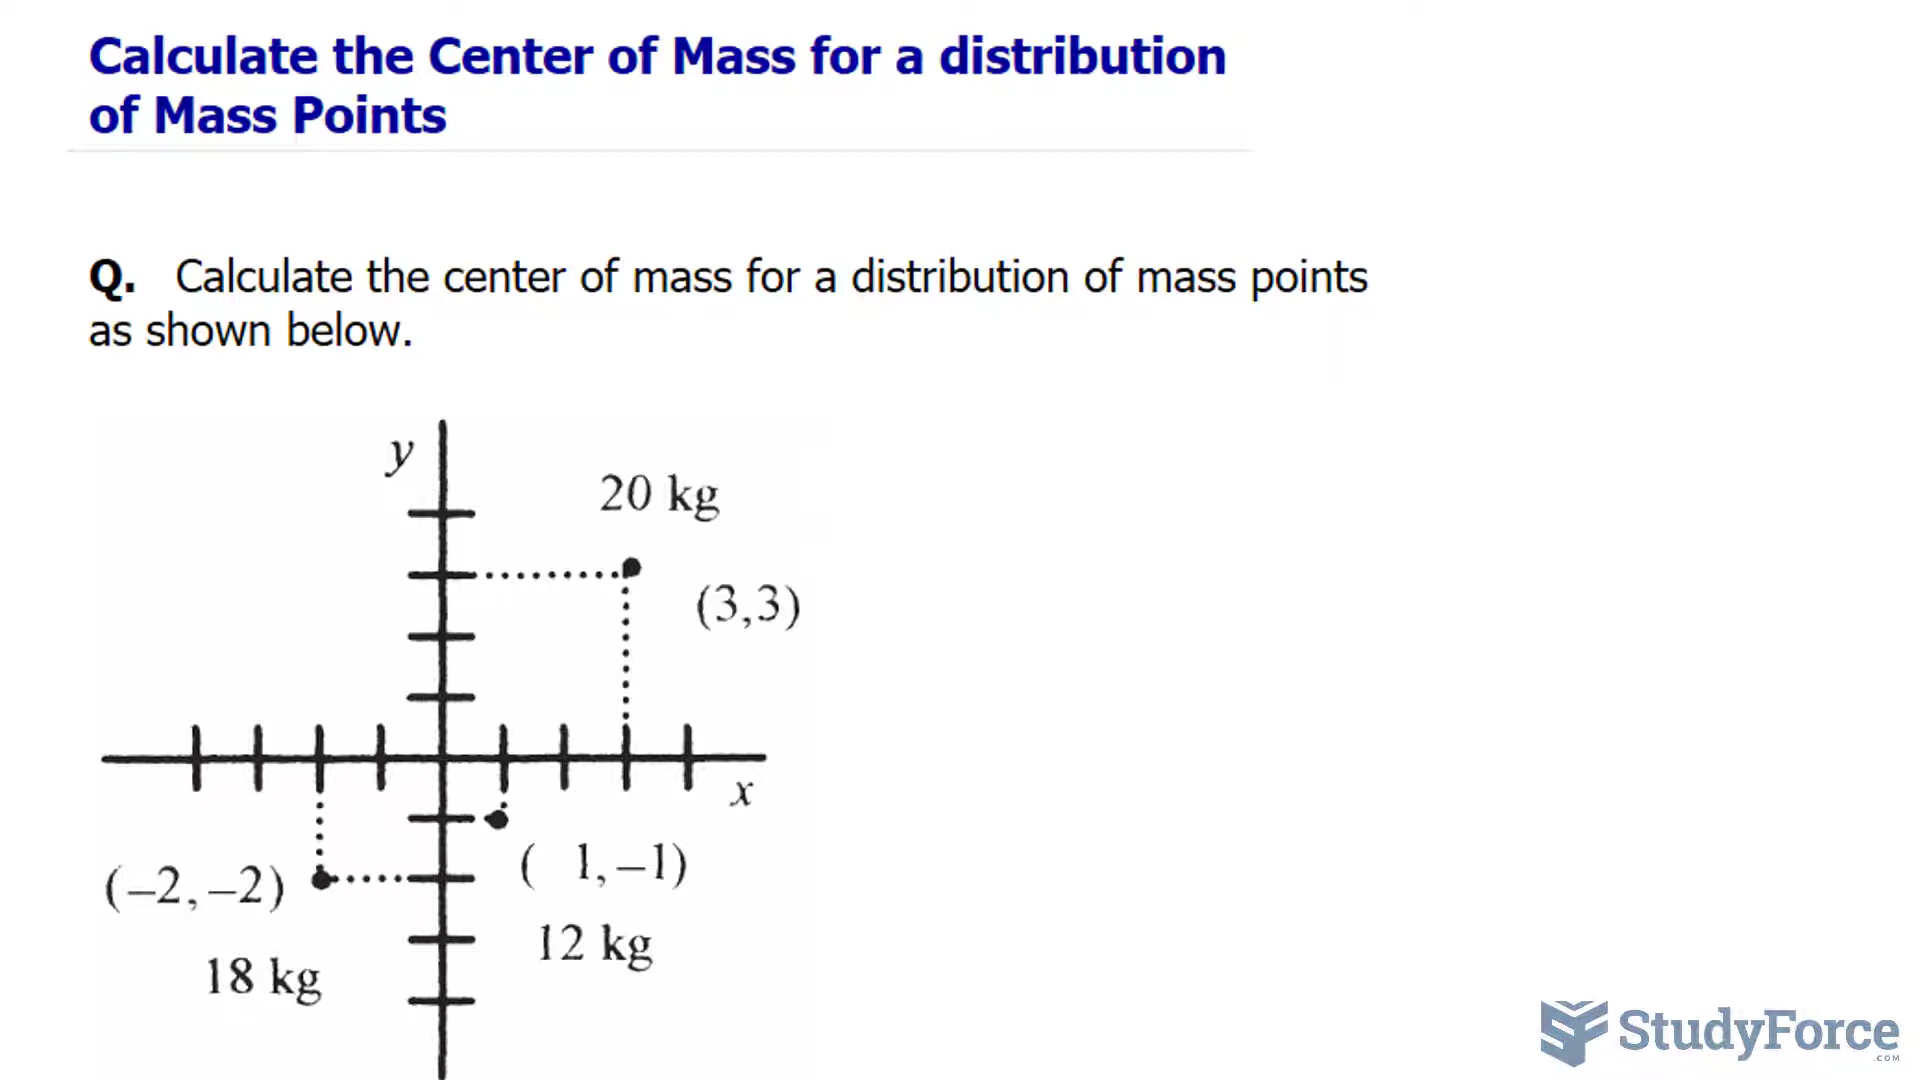 Calculate the Center of Mass for a distribution
of Mass Points
Q. Calculate the center of mass for a distribution of mass points
as shown below.
y
20 kg
(3,3)
x
( 1,–1)
(–2,–2)
12 kg
18 kg
StudyForce
.COM